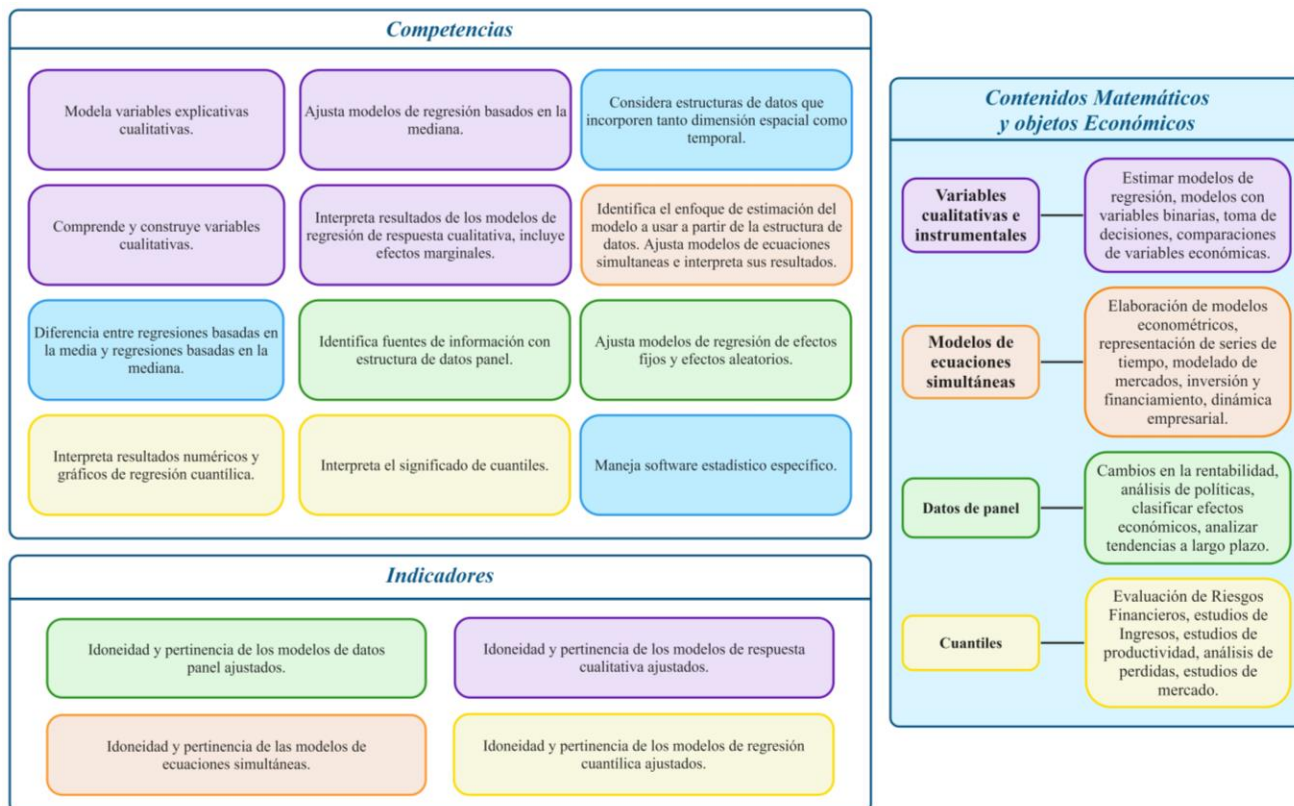 Competencias
Modela variables explicativas
cualitativas.
Ajusta modelos de regresión basados en la
mediana.
Considera estructuras de datos que
incorporen tanto dimensión espacial como
temporal.
Comprende y construye variables
cualitativas.
Interpreta resultados de los modelos de
regresión de respuesta cualitativa, incluye
efectos marginales.
Identifica el enfoque de estimación del
modelo a usar a partir de la estructura de
datos. Ajusta modelos de ecuaciones
simultaneas e interpreta sus resultados.
Diferencia entre regresiones basadas en
la media y regresiones basadas en la
mediana.
Identifica fuentes de información con
estructura de datos panel.
Ajusta modelos de regresión de efectos
fijos y efectos aleatorios.
Interpreta resultados numéricos y
gráficos de regresión cuantílica.
Interpreta el significado de cuantiles.
Maneja software estadístico específico.
Indicadores
Idoneidad y pertinencia de los modelos de datos
panel ajustados.
Idoneidad y pertinencia de los modelos de respuesta
cualitativa ajustados.
Idoneidad y pertinencia de las modelos de
ecuaciones simultáneas.
Idoneidad y pertinencia de los modelos de regresión
cuantílica ajustados.
Contenidos Matemáticos
y objetos Económicos
Variables
cualitativas e
instrumentales
Estimar modelos de
regresión, modelos con
variables binarias, toma de
decisiones, comparaciones
de variables económicas.
Modelos de
ecuaciones
simultáneas
Elaboración de modelos
econométricos,
representación de series de
tiempo, modelado de
mercados, inversión y
financiamiento, dinámica
empresarial.
Datos de panel
Cambios en la rentabilidad,
análisis de políticas,
clasificar efectos
económicos, analizar
tendencias a largo plazo.
Cuantiles
Evaluación de Riesgos
Financieros, estudios de
Ingresos, estudios de
productividad, análisis de
perdidas, estudios de
mercado.